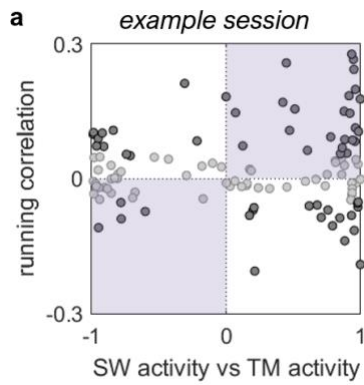 a
example session
0.3
0
-0.3
running correlation
-1
0
1
SW activity vs TM activity